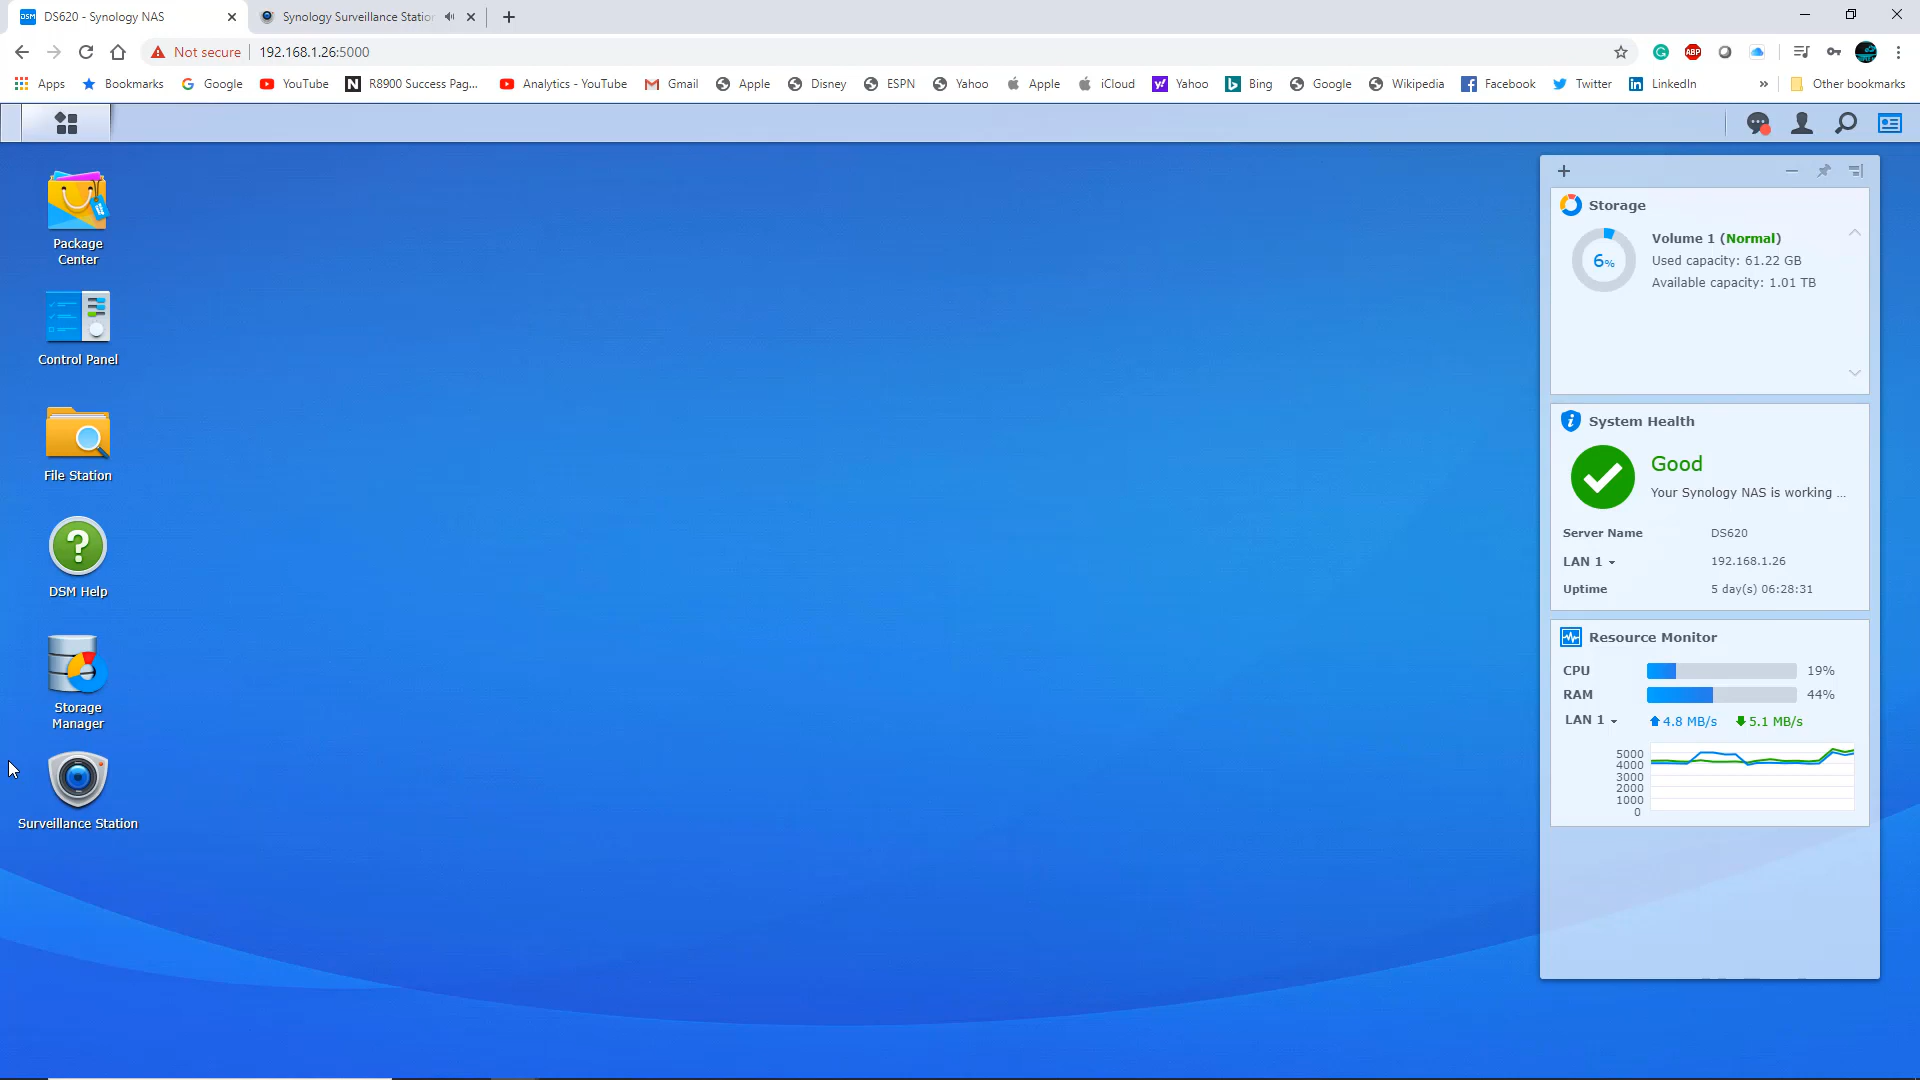 DS620 - Synology NAS
Synology Surveillance Station
Not secure
192.168.1.26:5000
Apps
Bookmarks
Google
YouTube
R8900 Success Pag...
Analytics - YouTube
Gmail
Apple
Disney
ESPN
Yahoo
Apple
iCloud
Yahoo
Bing
Google
Wikipedia
Facebook
Twitter
LinkedIn
»
Other bookmarks
Package
Center
Control Panel
File Station
DSM Help
Storage
Manager
Surveillance Station
Storage
6%
Volume 1 (Normal)
Used capacity: 61.22 GB
Available capacity: 1.01 TB
System Health
Good
Your Synology NAS is working ...
Server Name DS620
LAN 1 192.168.1.26
Uptime 5 day(s) 06:28:31
Resource Monitor
CPU 19%
RAM 44%
LAN 1 4.8 MB/s 5.1 MB/s
5000
4000
3000
2000
1000
0